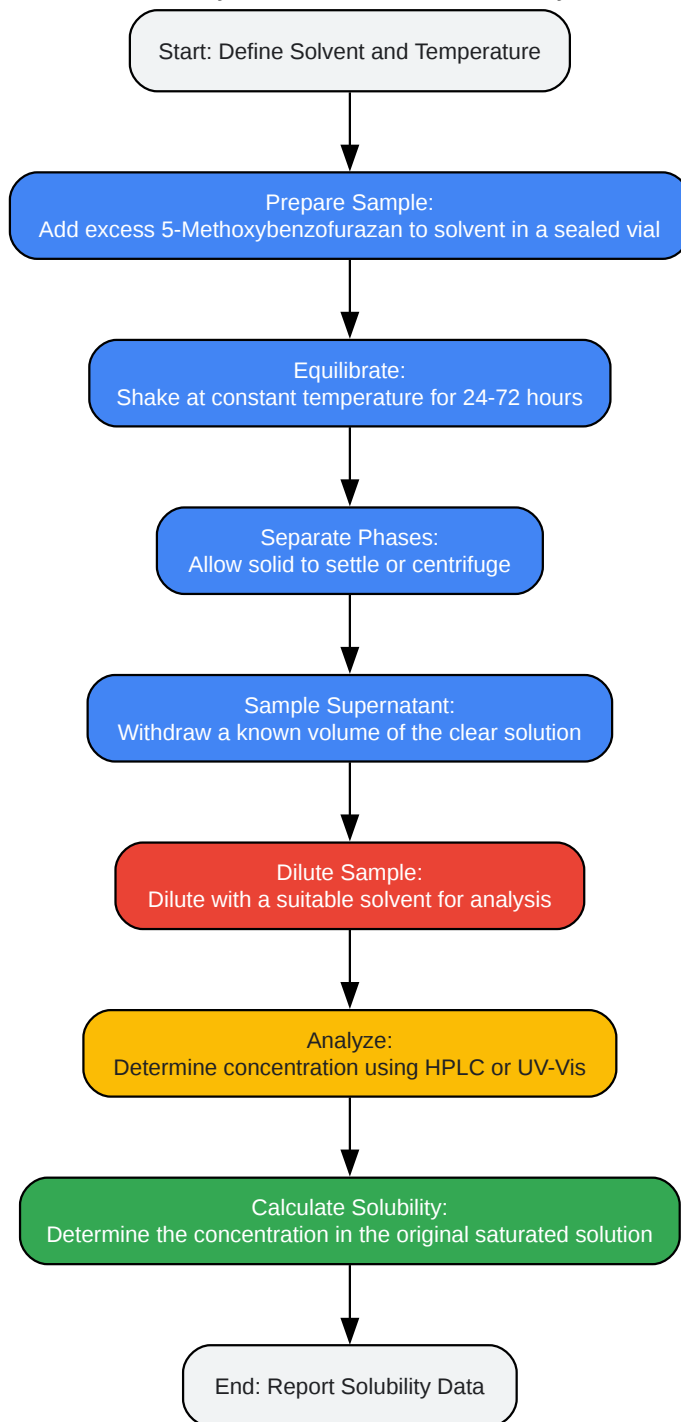 Start: Define Solvent and Temperature
Prepare Sample:
Add excess 5-Methoxybenzofurazan to solvent in a sealed vial
Equilibrate:
Shake at constant temperature for 24-72 hours
Separate Phases:
Allow solid to settle or centrifuge
Sample Supernatant:
Withdraw a known volume of the clear solution
Dilute Sample:
Dilute with a suitable solvent for analysis
Analyze:
Determine concentration using HPLC or UV-Vis
Calculate Solubility:
Determine the concentration in the original saturated solution
End: Report Solubility Data